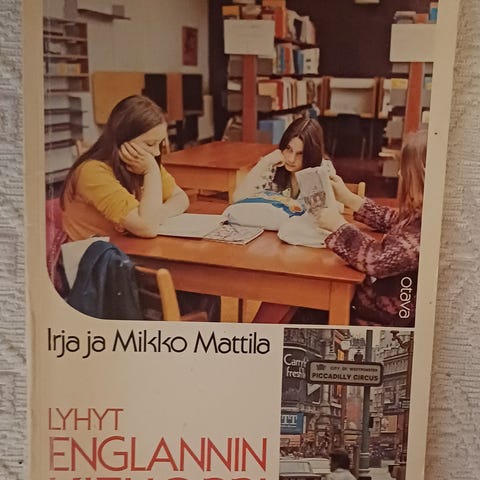 otava
Irja ja Mikko Mattila
LYHYT
ENGLANNIN
CITY OF WESTMINSTER
PICCADILLY CIRCUS